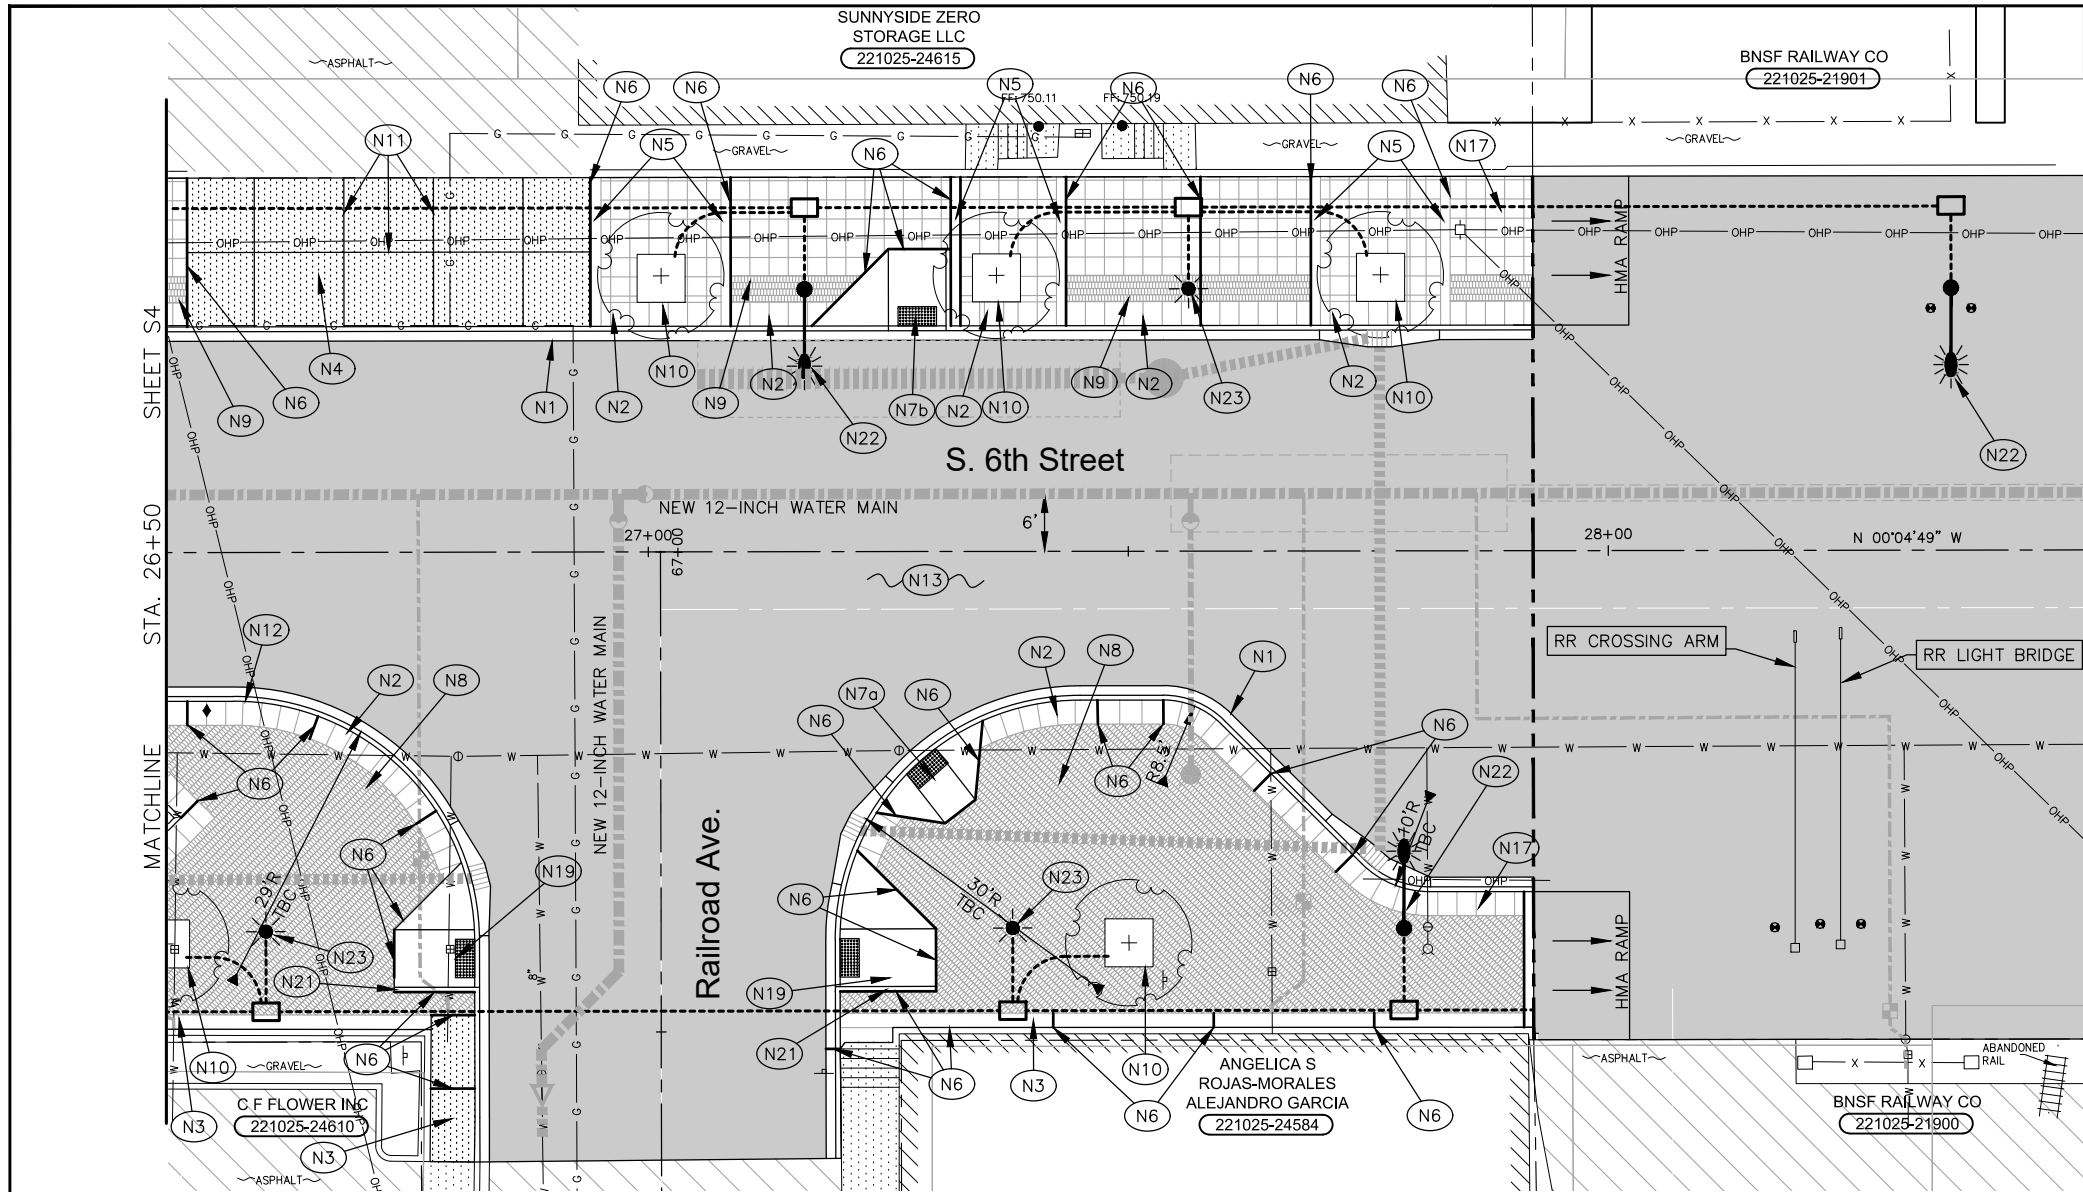 SUNNYSIDE ZERO
STORAGE LLC
221025-24615
BNSF RAILWAY CO
221025-21901
ASPHALT
N6
N6
N5
FF: 750.11
FF: 750.19
N6
N6
N6
N11
N5
GRAVEL
N6
GRAVEL
N5
N17
GRAVEL
HMA RAMP
SHEET S4
N9
N6
N4
N1
N2
N10
N9
N2
N22
N7b
N2
N10
N9
N2
N23
N2
N10
N22
S. 6th Street
NEW 12-INCH WATER MAIN
6'
27+00
67+00
28+00
N 00°04'49" W
STA. 26+50
N13
NEW 12-INCH WATER MAIN
RR CROSSING ARM
RR LIGHT BRIDGE
N12
N2
N8
N7a
N6
N2
N8
N1
N6
N6
N6
N6
R8.5'
N22
10'R
TBC
N17
MATCHLINE
N6
N19
29'R
TBC
N23
N21
Railroad Ave.
8"
N6
30'R
TBC
N23
N19
N21
HMA RAMP
N10
GRAVEL
N6
N6
N3
N10
ANGELICA S
ROJAS-MORALES
ALEJANDRO GARCIA
221025-24584
N6
N6
ASPHALT
ABANDONED
RAIL
BNSF RAILWAY CO
221025-21900
C F FLOWER INC
221025-24610
N3
N3
ASPHALT
OHP
G
W
X